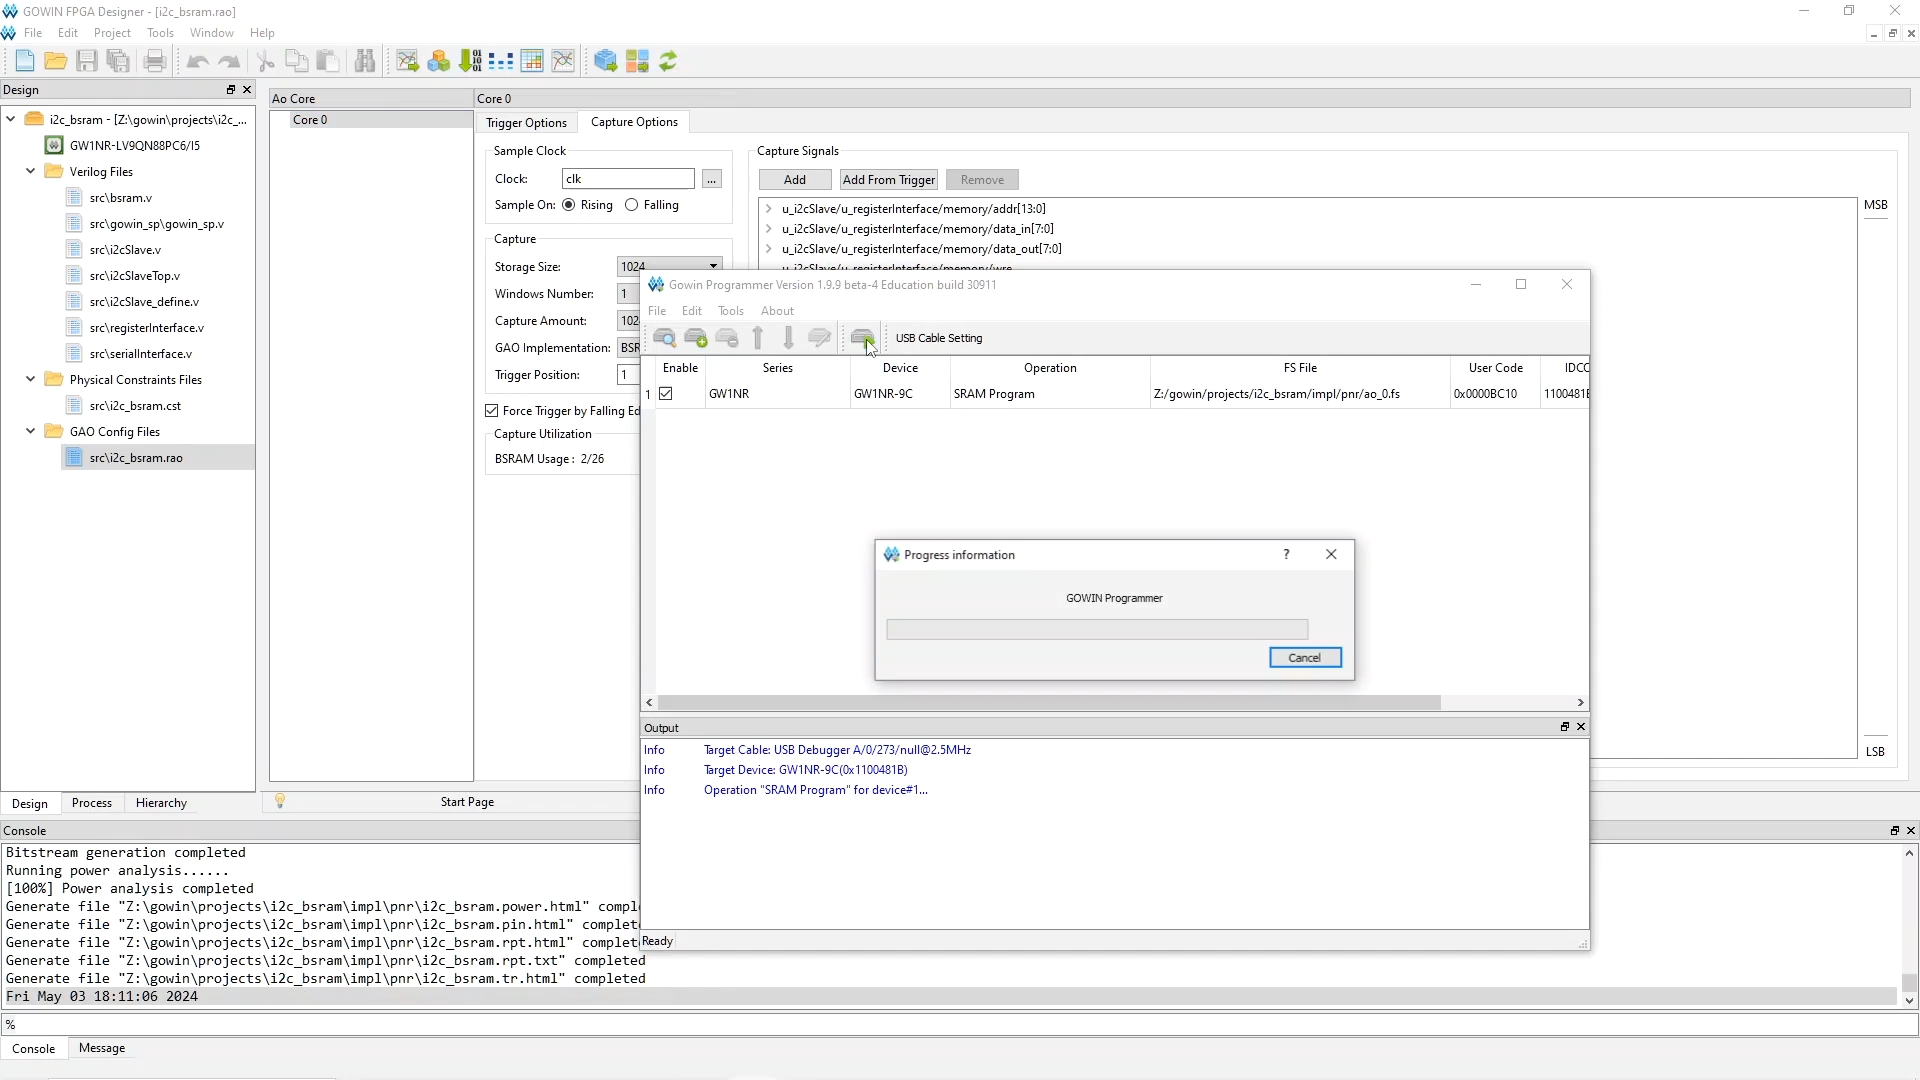 GOWIN FPGA Designer - [i2c_bsram.rao]
File Edit Project Tools Window Help
Design
i2c_bsram - [Z:\gowin\projects\i2c_...
GW1NR-LV9QN88PC6/I5
Verilog Files
src\bsram.v
src\gowin_sp\gowin_sp.v
src\i2cSlave.v
src\i2cSlaveTop.v
src\i2cSlave_define.v
src\registerInterface.v
src\serialInterface.v
Physical Constraints Files
src\i2c_bsram.cst
GAO Config Files
src\i2c_bsram.rao
Design Process Hierarchy
Ao Core
Core 0
Core 0
Trigger Options Capture Options
Sample Clock
Clock: clk ...
Sample On: Rising Falling
Capture
Storage Size: 1024
Windows Number: 1
Capture Amount: 102
GAO Implementation: BSR
Trigger Position: 1
Force Trigger by Falling Ed
Capture Utilization
BSRAM Usage : 2/26
Capture Signals
Add Add From Trigger Remove
u_i2cSlave/u_registerInterface/memory/addr[13:0]
u_i2cSlave/u_registerInterface/memory/data_in[7:0]
u_i2cSlave/u_registerInterface/memory/data_out[7:0]
u_i2cSlave/u_registerInterface/memory/wre
MSB
LSB
Start Page
Gowin Programmer Version 1.9.9 beta-4 Education build 30911
File Edit Tools About
USB Cable Setting
Enable Series Device Operation FS File User Code IDCC
1 GW1NR GW1NR-9C SRAM Program Z:/gowin/projects/i2c_bsram/impl/pnr/ao_0.fs 0x0000BC10 1100481B
Progress information ?
GOWIN Programmer
Cancel
Output
Info Target Cable: USB Debugger A/0/273/null@2.5MHz
Info Target Device: GW1NR-9C(0x1100481B)
Info Operation "SRAM Program" for device#1...
Ready
Console
Bitstream generation completed
Running power analysis......
[100%] Power analysis completed
Generate file "Z:\gowin\projects\i2c_bsram\impl\pnr\i2c_bsram.power.html" compl
Generate file "Z:\gowin\projects\i2c_bsram\impl\pnr\i2c_bsram.pin.html" complet
Generate file "Z:\gowin\projects\i2c_bsram\impl\pnr\i2c_bsram.rpt.html" complet
Generate file "Z:\gowin\projects\i2c_bsram\impl\pnr\i2c_bsram.rpt.txt" completed
Generate file "Z:\gowin\projects\i2c_bsram\impl\pnr\i2c_bsram.tr.html" completed
Fri May 03 18:11:06 2024
%
Console Message